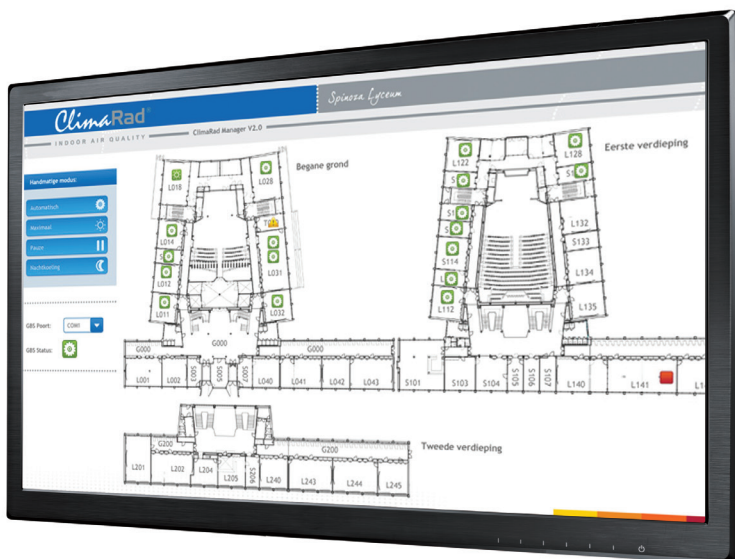 ClimaRad®
INDOOR AIR QUALITY
ClimaRad Manager V2.0
Spinoza Lyceum
Handmatige modus:
Automatisch
Maximaal
Pauze
Nachtkoeling
GBS Poort:
COM1
GBS Status:
Begane grond
L018
L028
L014
L012
L031
L011
L032
G000
G000
G000
L001
L002
S003
S005
S007
L040
L041
L042
L043
Eerste verdieping
L122
L128
L132
S133
S114
L134
L112
L135
S101
S103
S104
S105
S106
S107
L140
L141
Tweede verdieping
G200
G200
L201
L202
L204
L205
S206
L240
L243
L244
L245